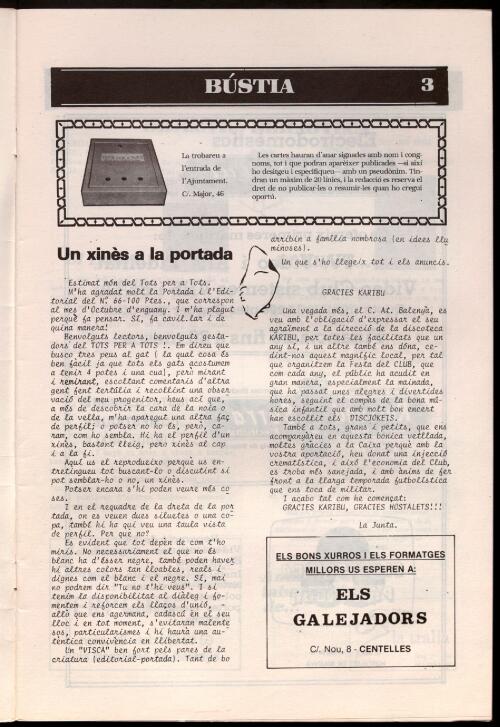 BÚSTIA
3
La trobareu a
l'entrada de
l'Ajuntament.
C/. Major, 46
Les cartes hauran d'anar signades amb nom i cog-
noms, tot i que podran aparèixer publicades —si així
ho desitgeu i especifiqueu— amb un pseudònim. Tin-
dran un màxim de 20 línies, i la redacció es reserva el
dret de no publicar-les o resumir-les quan ho cregui
oportú.
Un xinès a la portada
Estimat món del Tots per a Tots.
M'ha agradat molt la Portada i l'Edi-
torial del N.º 66-100 Ptes., que correspon
al mes d'Octubre d'enguany. I m'ha plagut
perquè fa pensar. Sí, fa cavil.lar i de
quina manera!
Benvolguts lectors, benvolguts gesta-
dors del TOTS PER A TOTS !. Em direu que
busco tres peus al gat ( la qual cosa és
ben fàcil ja que tots els gats acostumen
a tenir 4 potes i una cua), però mirant
i remirant, escoltant comentaris d'altra
gent fent tertúlia i recollint una obser
vació del meu progenitor, heus ací que,
a més de descobrir la cara de la noia o
de la vella, m'ha aparegut una altra faç
de perfil; o potser no ho és, però, ca-
ram, com ho sembla. Hi ha el perfil d'un
xinès, bastant lleig, però xinès al cap
i a la fi.
Aquí us el reprodueixo perquè us en-
tretingueu tot buscant-lo o discutint si
pot semblar-ho o no, un xinès.
Potser encara s'hi poden veure més co
ses.
I en el requadre de la dreta de la por
tada, on es veuen dues siluetes o una co-
pa, també hi ha qui veu una taula vista
de perfil. Per què no?
És evident que tot depèn de com t'ho
miris. No necessàriament el que no és
blanc ha d'ésser negre, també poden haver
hi altres colors tan lloables, reals i
dignes com el blanc i el negre. Sí, mai
no podrem dir "Tu no t'hi veus". I si
tenim la disponibilitat al diàleg i fo-
mentem i reforcem els llaços d'unió, -
allò que ens agermana, cadascú en el seu
lloc i en tot moment, s'evitaran malente
sos, particularismes i hi haurà una au-
tèntica convivència en llibertat.
Un "VISCA" ben fort pels pares de la
criatura (editorial-portada). Tant de bo
arribin a família nombrosa (en idees llu
minoses).
Un que s'ho llegeix tot i els anuncis.
GRACIES KARIBU
Una vegada més, el C. At. Balenyà, es
veu amb l'obligació d'expressar el seu
agraïment a la direcció de la discoteca
KARIBU, per totes les facilitats que un
any sí, i un altre també ens dóna, ce-
dint-nos aquest magnífic local, per tal
que organitzem la Festa del CLUB, que
com cada any, el públic ha acudit en
gran manera, especialment la mainada,
que ha passat unes alegres i divertides
hores, seguint el compàs de la bona mú-
sica infantil que amb molt bon encert
han escollit els DISCJOKEIS.
També a tots, grans i petits, que ens
acompanyàreu en aquesta bonica vetllada,
moltes gràcies a la Caixa perquè amb la
vostra aportació, heu donat una injecció
crematística, i així l'economia del Club,
es troba més sanejada, i amb ànims de fer
front a la llarga temporada futbolística
que ens toca de militar.
I acabo tal com he començat:
GRACIES KARIBU, GRACIES HOSTALETS!!!
La Junta.
ELS BONS XURROS I ELS FORMATGES
MILLORS US ESPEREN A:
ELS
GALEJADORS
C/. Nou, 8 - CENTELLES